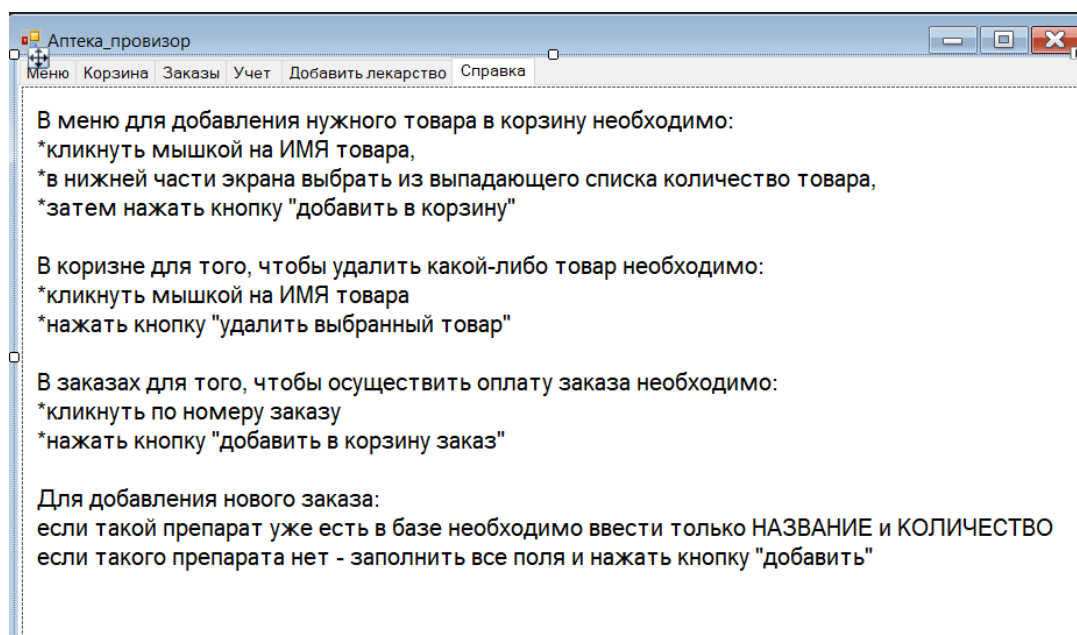 Аптека_провизор
Меню Корзина Заказы Учет Добавить лекарство Справка
В меню для добавления нужного товара в корзину необходимо:
*кликнуть мышкой на ИМЯ товара,
*в нижней части экрана выбрать из выпадающего списка количество товара,
*затем нажать кнопку "добавить в корзину"
В коризне для того, чтобы удалить какой-либо товар необходимо:
*кликнуть мышкой на ИМЯ товара
*нажать кнопку "удалить выбранный товар"
В заказах для того, чтобы осуществить оплату заказа необходимо:
*кликнуть по номеру заказу
*нажать кнопку "добавить в корзину заказ"
Для добавления нового заказа:
если такой препарат уже есть в базе необходимо ввести только НАЗВАНИЕ и КОЛИЧЕСТВО
если такого препарата нет - заполнить все поля и нажать кнопку "добавить"